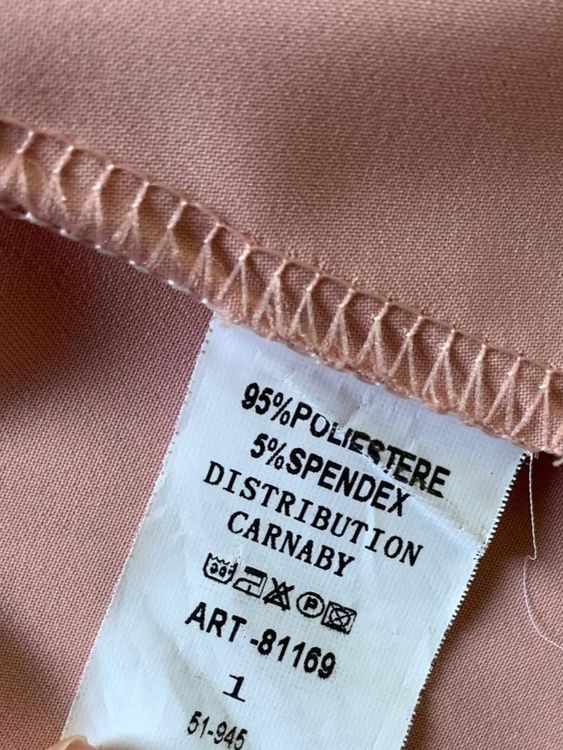 95%POLIESTERE
5%SPENDEX
DISTRIBUTION
CARNABY
P
ART-81169
1
51-945